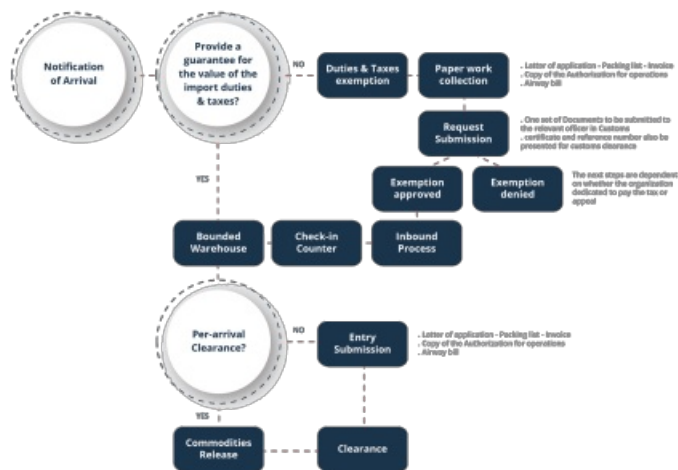 Notification
of Arrival
Provide a
guarantee for
the value of the
import duties
& taxes?
NO
Duties & Taxes
exemption
Paper work
collection
. Letter of application - Packing list - Invoice
. Copy of the Authorization for operations
. Airway bill
Request
Submission
. One set of Documents to be submitted to
the relevant officer in Customs
. certificate and reference number also be
presented for customs clearance
YES
Exemption
approved
Exemption
denied
The next steps are dependent
on whether the organization
dedicated to pay the tax or
appeal
Bounded
Warehouse
Check-in
Counter
Inbound
Process
Per-arrival
Clearance?
NO
Entry
Submission
. Letter of application - Packing list - Invoice
. Copy of the Authorization for operations
. Airway bill
YES
Commodities
Release
Clearance